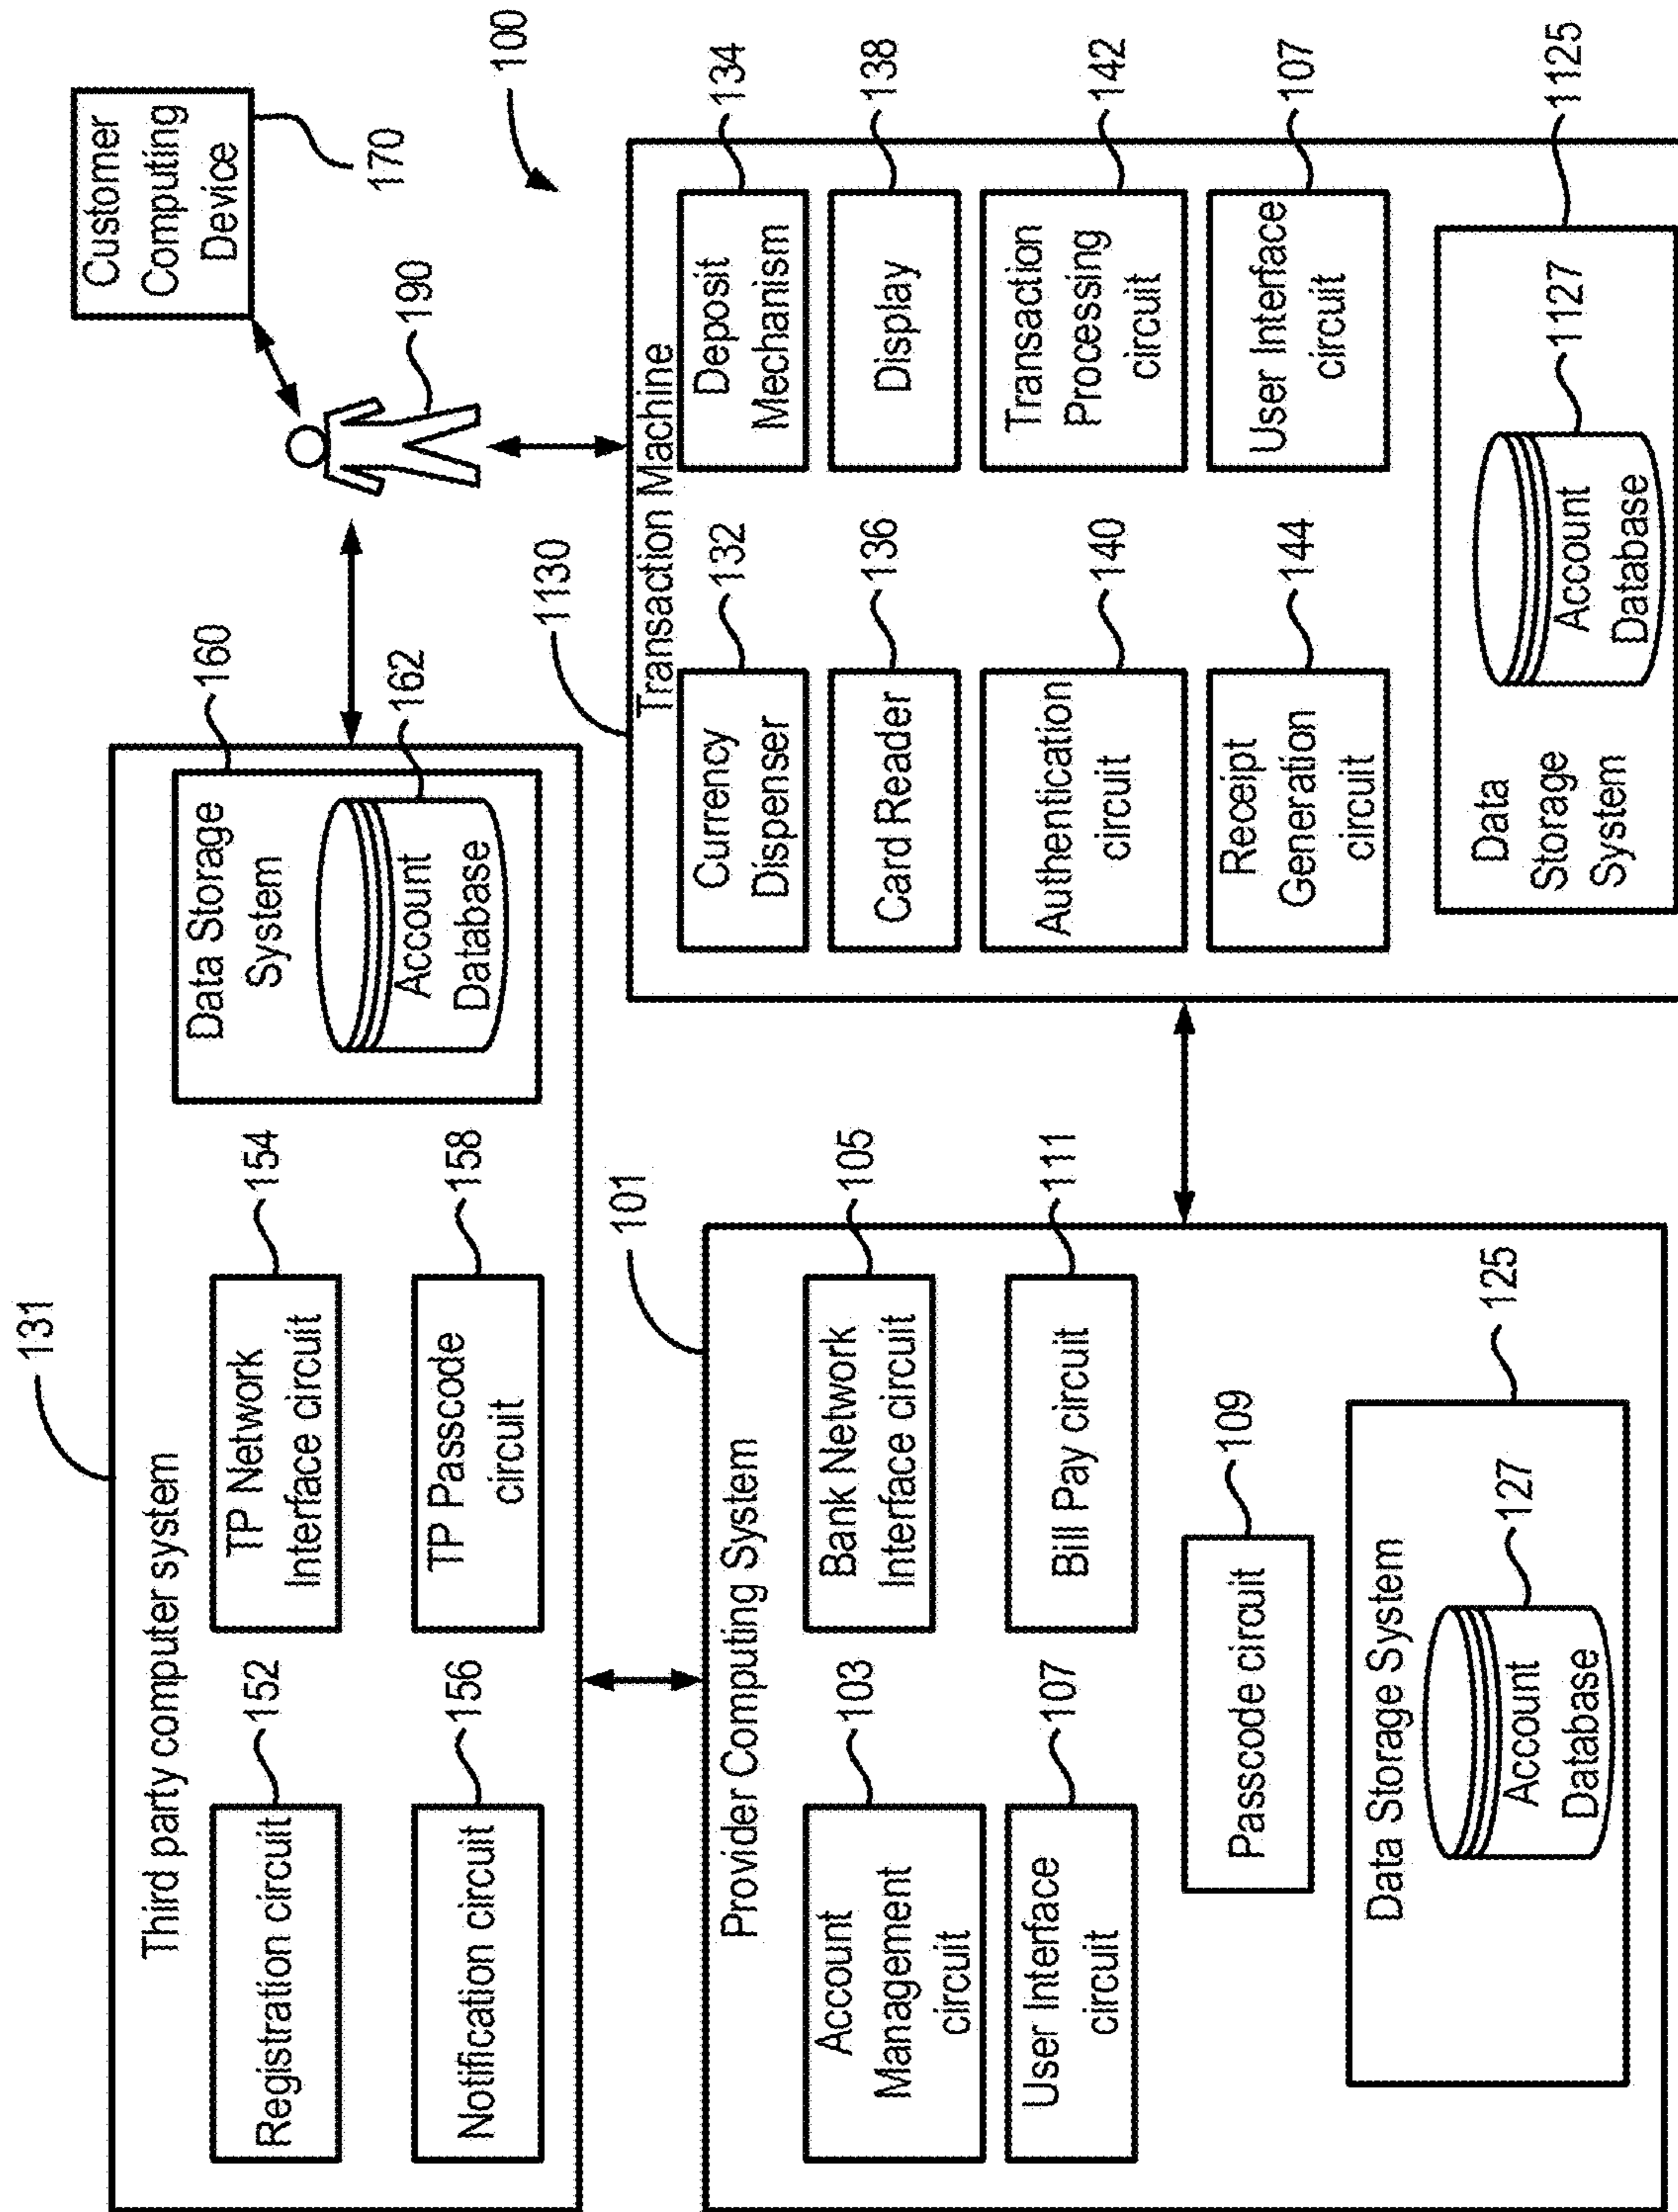 131
Third party computer system
Registration circuit
152
TP Network
Interface circuit
154
Notification circuit
156
TP Passcode
circuit
158
Data Storage
System
160
Account
Database
162
Customer
Computing
Device
170
190
100
101
Provider Computing System
Account
Management
circuit
103
Bank Network
Interface circuit
105
User Interface
circuit
107
Bill Pay circuit
111
Passcode circuit
109
Data Storage System
125
Account
Database
127
1130
Transaction Machine
Currency
Dispenser
132
Deposit
Mechanism
134
Card Reader
136
Display
138
Authentication
circuit
140
Transaction
Processing
circuit
142
Receipt
Generation
circuit
144
User Interface
circuit
107
Data
Storage
System
1125
Account
Database
1127